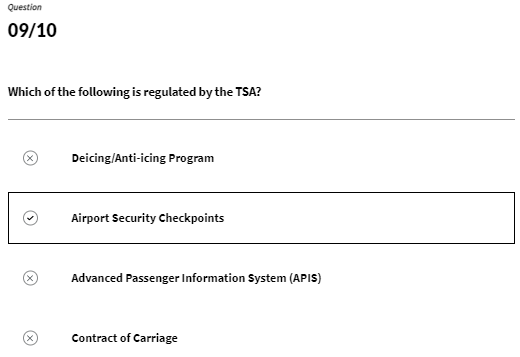 Question
09/10
Which of the following is regulated by the TSA?
Deicing/Anti-icing Program
Airport Security Checkpoints
Advanced Passenger Information System (APIS)
Contract of Carriage